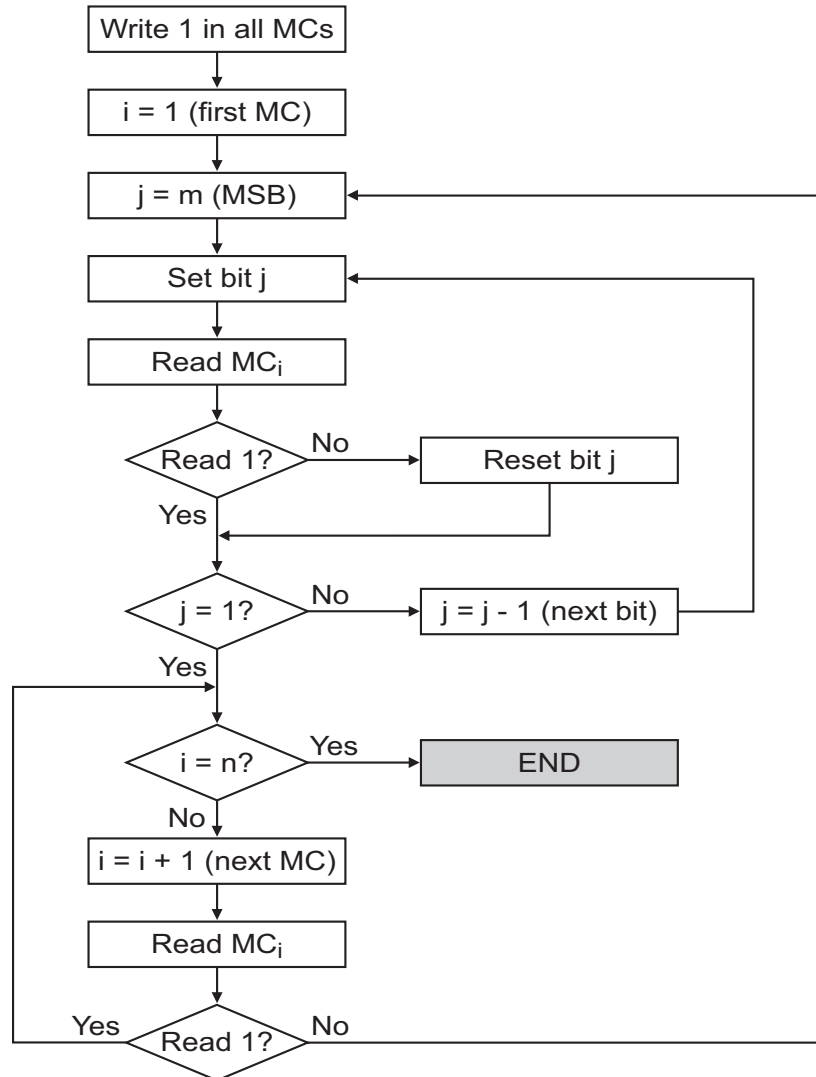 Write 1 in all MCs
i = 1 (first MC)
j = m (MSB)
Set bit j
Read MCi
Read 1?
No
Reset bit j
Yes
j = 1?
No
j = j - 1 (next bit)
Yes
i = n?
Yes
END
No
i = i + 1 (next MC)
Read MCi
Yes
Read 1?
No